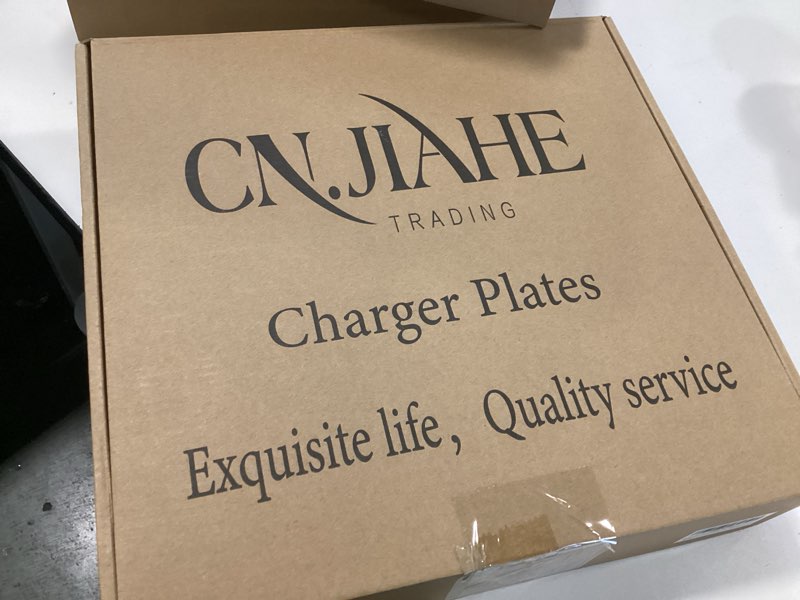 CN.JIAHE
TRADING
Charger Plates
Exquisite life, Quality service